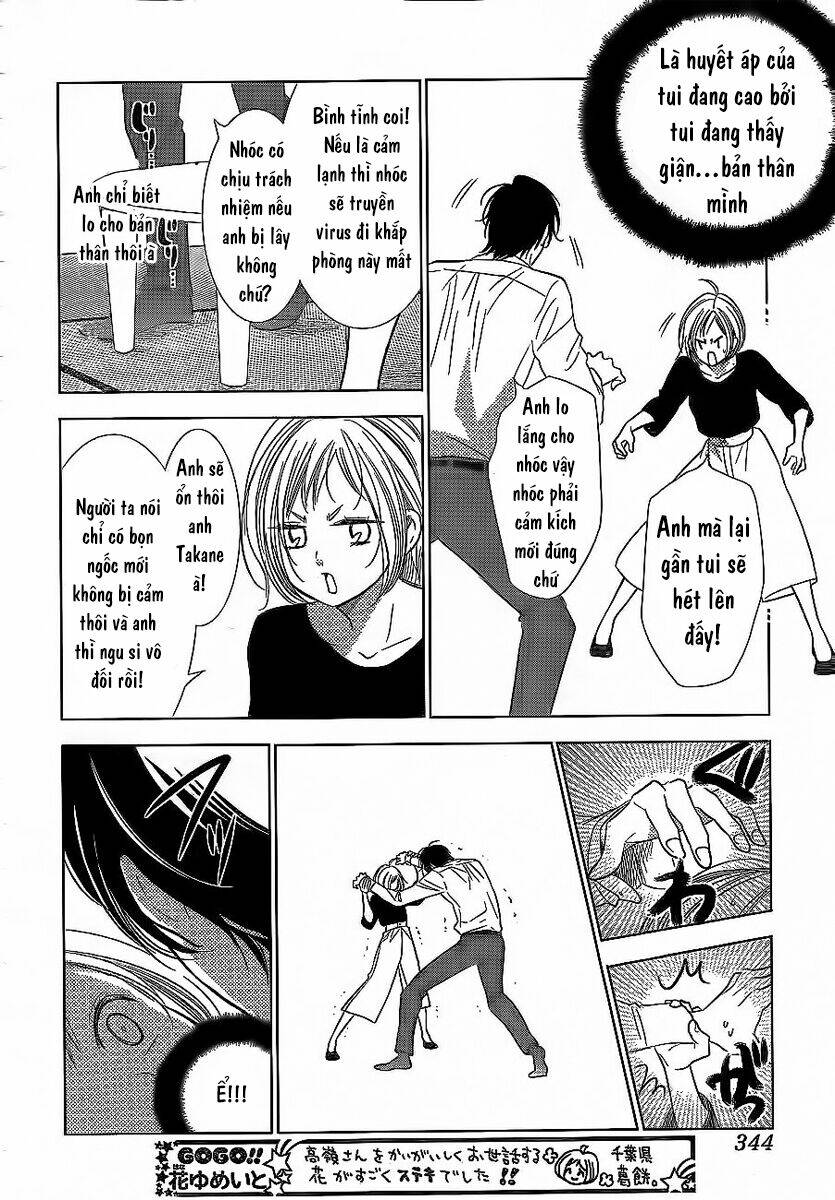 Là huyết áp của
tui đang cao bởi
tui đang thấy
giận...bản thân
mình
Anh mà lại
gần tui sẽ
hét lên
đấy!
Anh lo
lắng cho
nhóc vậy
nhóc phải
cảm kích
mới đúng
chứ
Bình tĩnh coi!
Nếu là cảm
lạnh thì nhóc
sẽ truyền
virus đi khắp
phòng này mất
Nhóc có
chịu trách
nhiệm nếu
anh bị lây
không
chứ?
Anh chỉ biết
lo cho bản
thân thôi à
Anh sẽ
ổn thôi
anh
Takane
à!
Người ta nói
chỉ có bọn
ngốc mới
không bị cảm
thôi và anh
thì ngu si vô
đối rồi!
Ể!!!
344
GOGO!!
花ゆめいと
高嶺さんをかいがいしくお世話する
花がすごくステキでした!!
千葉県
葛餅。